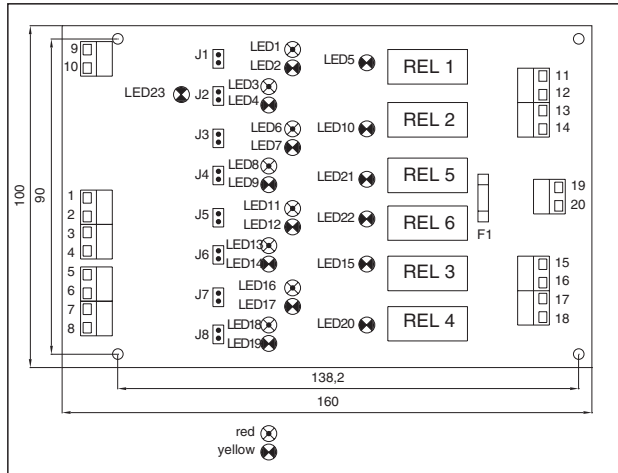 9
10
J1
LED1
LED2
LED5
REL 1
11
12
LED23
J2
LED3
LED4
REL 2
13
14
J3
LED6
LED7
LED10
J4
LED8
LED9
LED21
REL 5
19
20
1
2
3
4
J5
LED11
LED12
LED22
REL 6
F1
J6
LED13
LED14
LED15
REL 3
15
16
5
6
7
8
J7
LED16
LED17
17
18
J8
LED18
LED19
LED20
REL 4
100
90
138,2
160
red
yellow